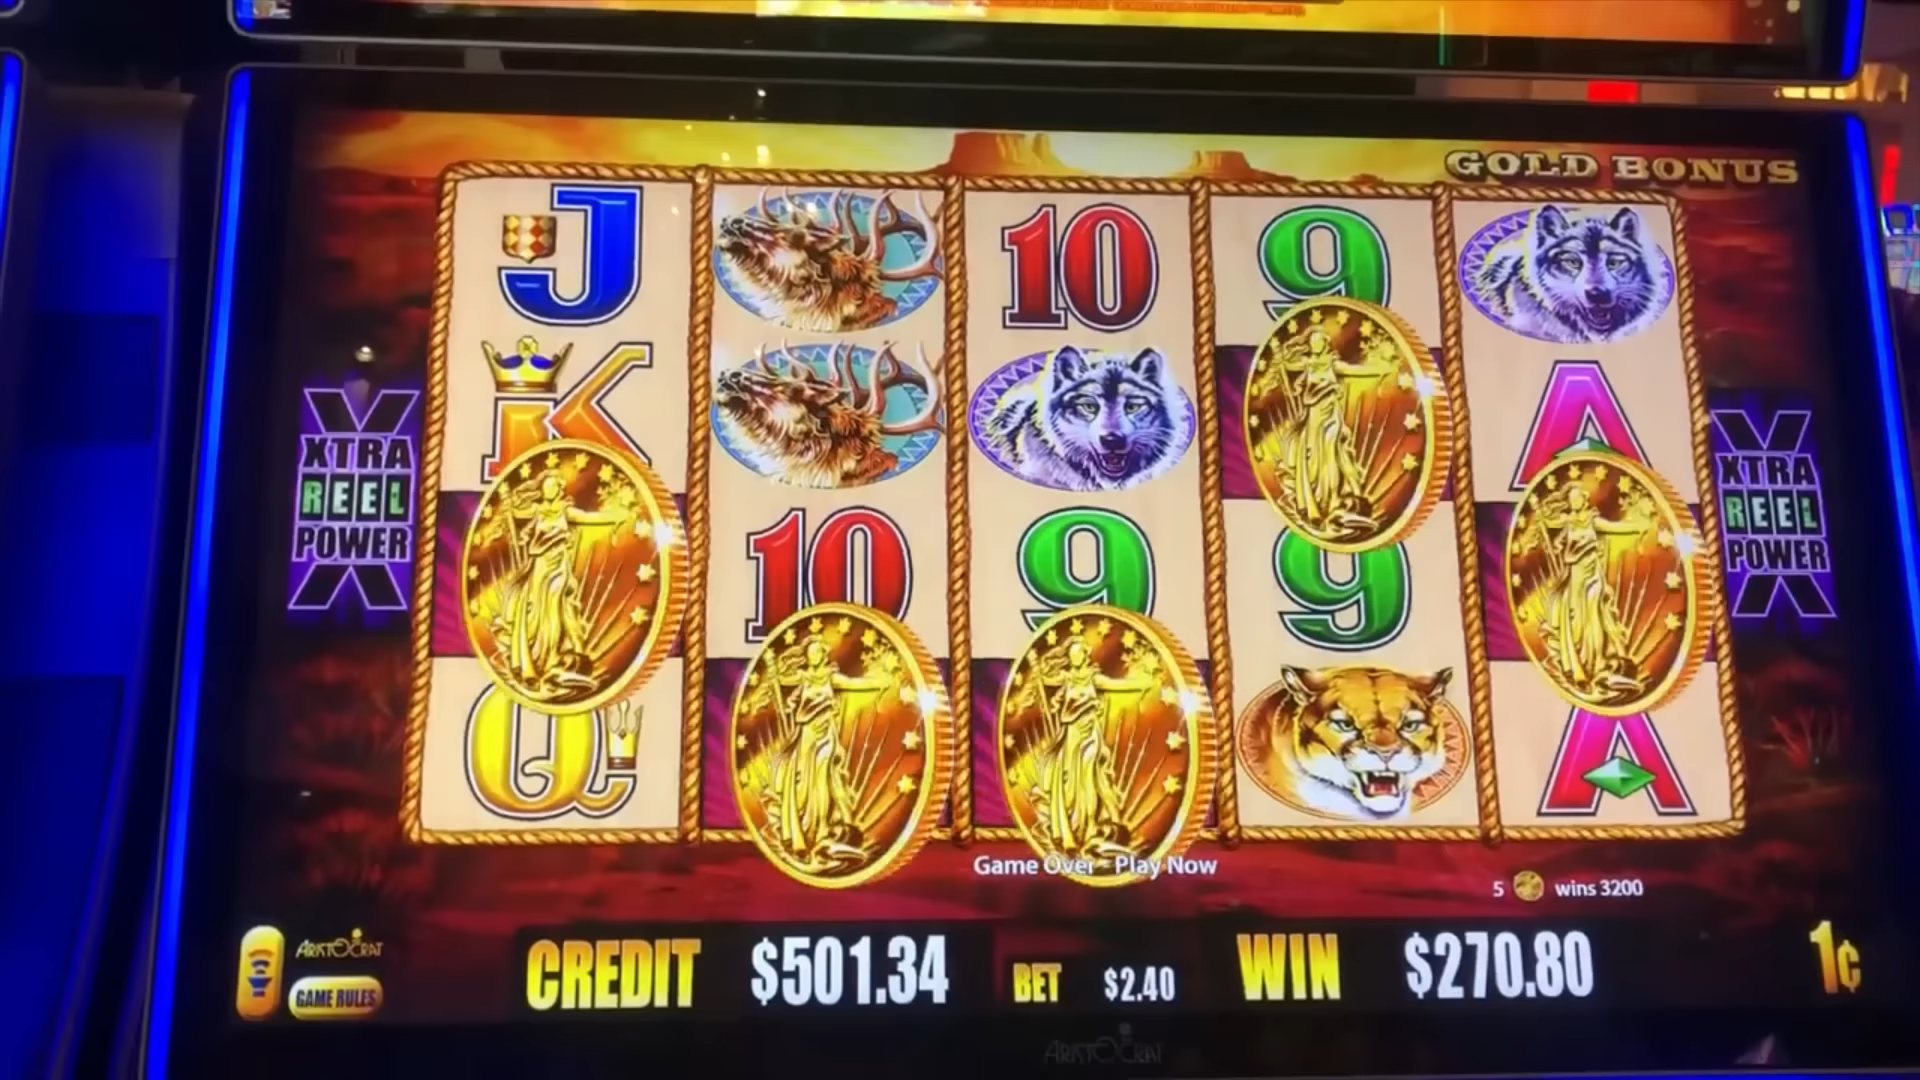 GOLD BONUS
J
10
9
K
A
XTRA
REEL
POWER
XTRA
REEL
POWER
10
9
9
Q
A
Game Over - Play Now
5 wins 3200
ARISTOCRAT
GAME RULES
CREDIT $501.34
BET $2.40
WIN $270.80
1¢
ARISTOCRAT